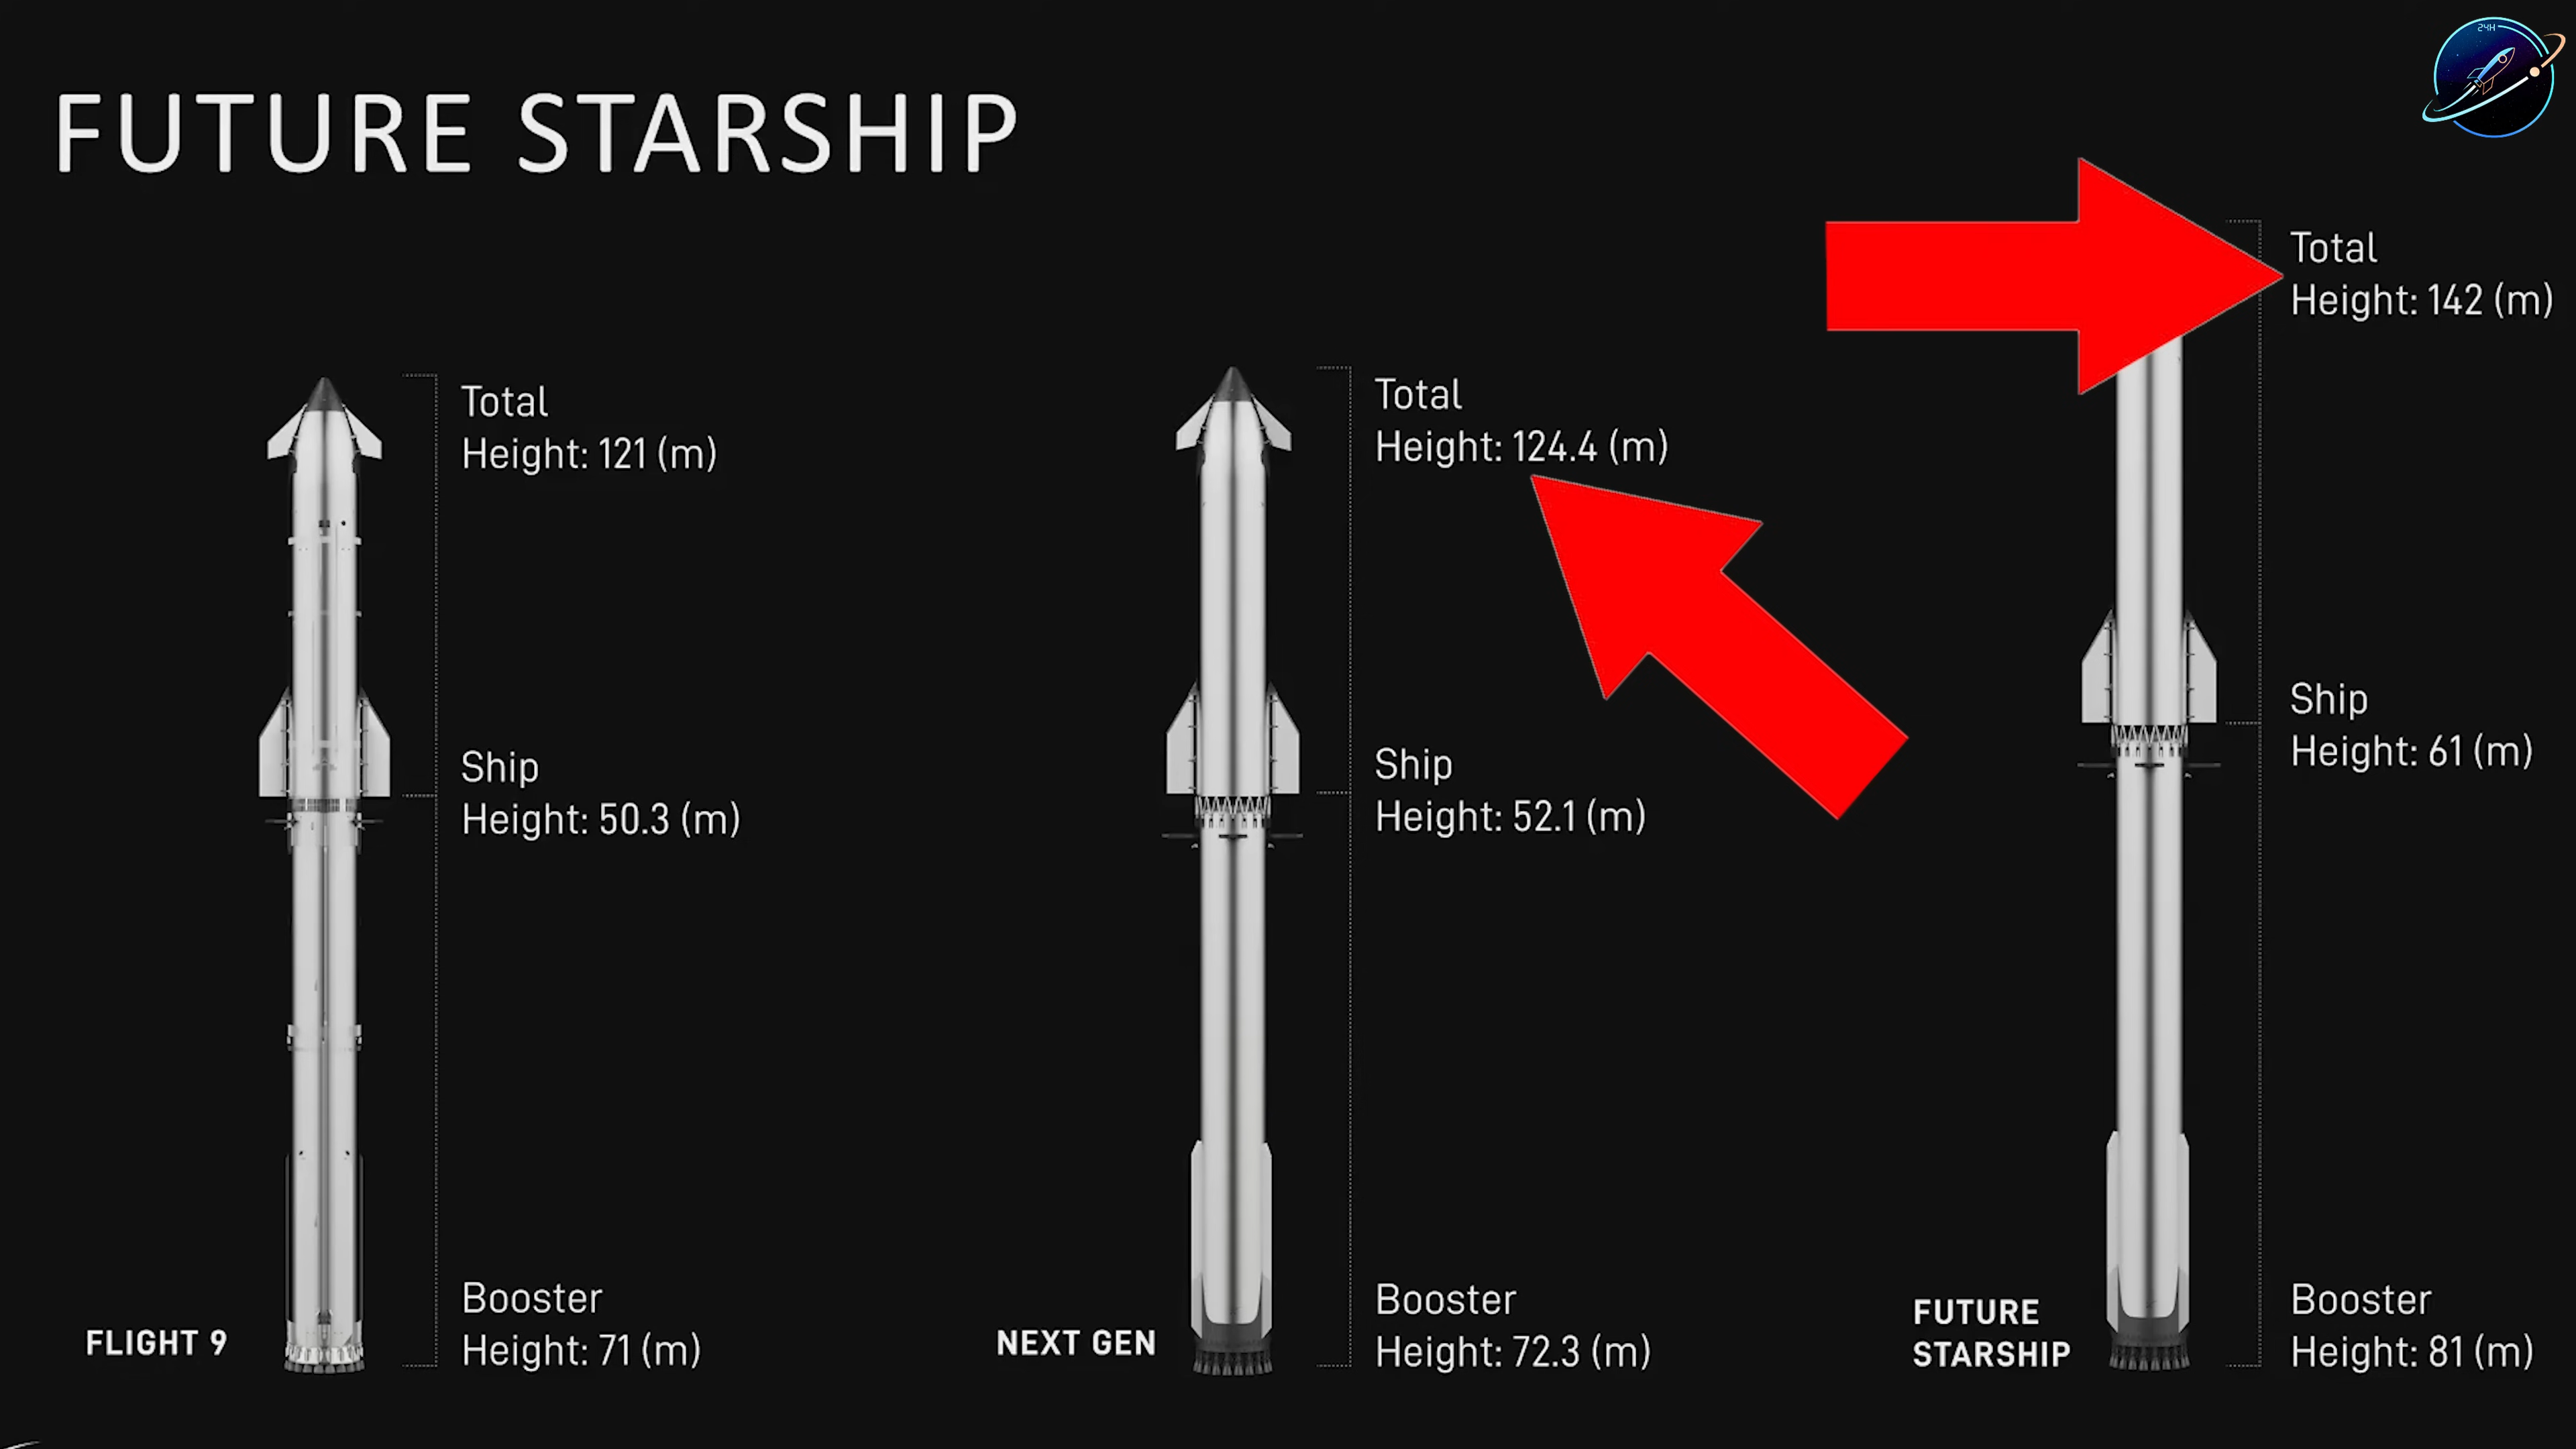 24H
FUTURE STARSHIP
Total
Height: 121 (m)
Ship
Height: 50.3 (m)
Booster
Height: 71 (m)
FLIGHT 9
Total
Height: 124.4 (m)
Ship
Height: 52.1 (m)
Booster
Height: 72.3 (m)
NEXT GEN
Total
Height: 142 (m)
Ship
Height: 61 (m)
Booster
Height: 81 (m)
FUTURE
STARSHIP